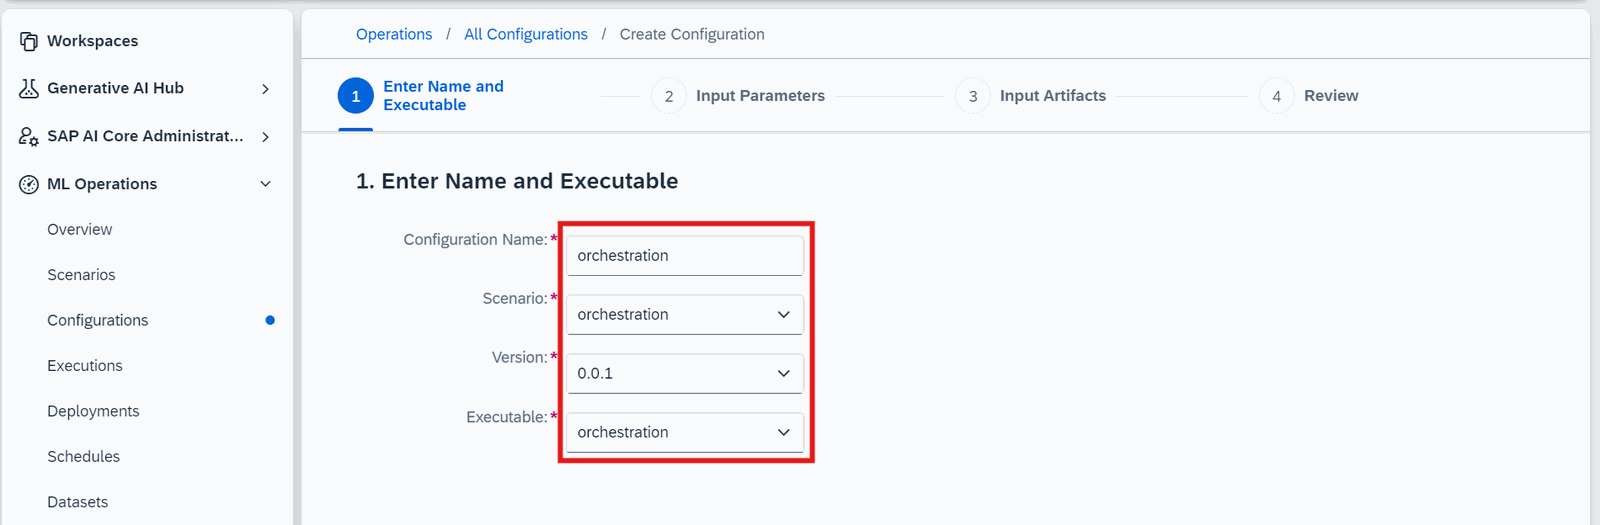 Workspaces
Generative AI Hub
SAP AI Core Administrat...
ML Operations
Overview
Scenarios
Configurations
Executions
Deployments
Schedules
Datasets
Operations / All Configurations / Create Configuration
1 Enter Name and
Executable
2 Input Parameters
3 Input Artifacts
4 Review
1. Enter Name and Executable
Configuration Name:* orchestration
Scenario:* orchestration
Version:* 0.0.1
Executable:* orchestration